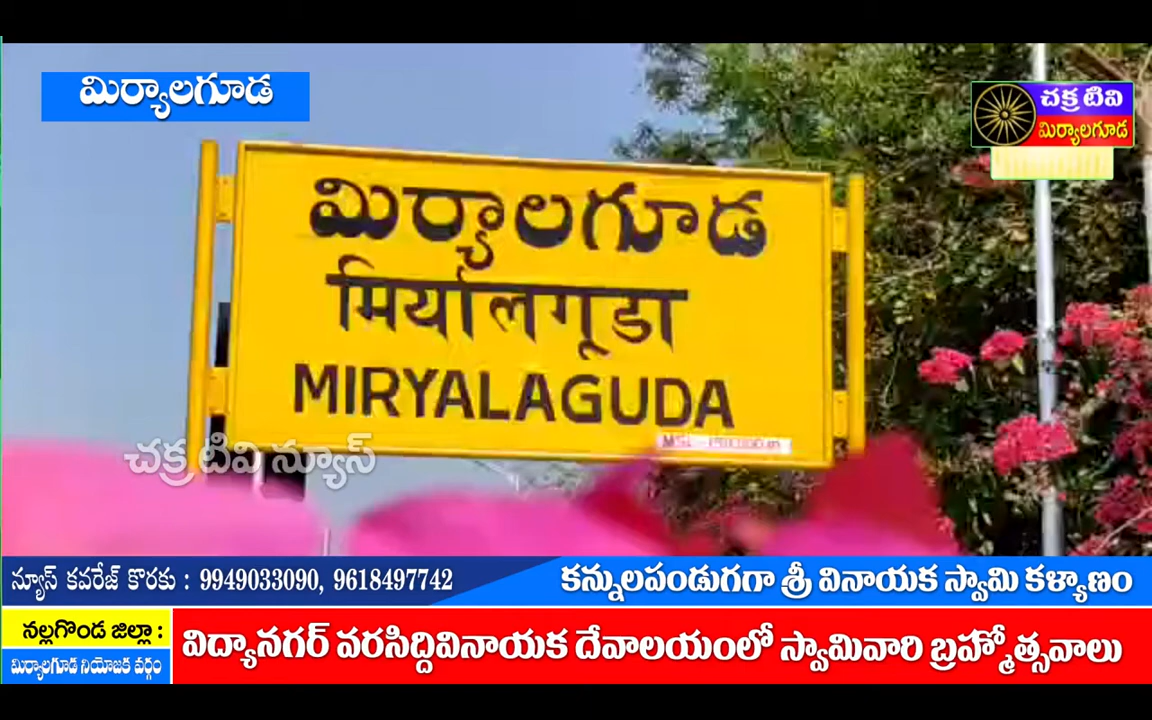 మిర్యాలగూడ
చక్ర టివి
మిర్యాలగూడ
మిర్యాలగూడ
मिर्यालगूडा
MIRYALAGUDA
చక్ర టివి న్యూస్
న్యూస్ కవరేజ్ కొరకు : 9949033090, 9618497742
కన్నులపండుగగా శ్రీ వినాయక స్వామి కళ్యాణం
నల్లగొండ జిల్లా :
మిర్యాలగూడ నియోజక వర్గం
విద్యానగర్ వరసిద్దివినాయక దేవాలయంలో స్వామివారి బ్రహ్మోత్సవాలు